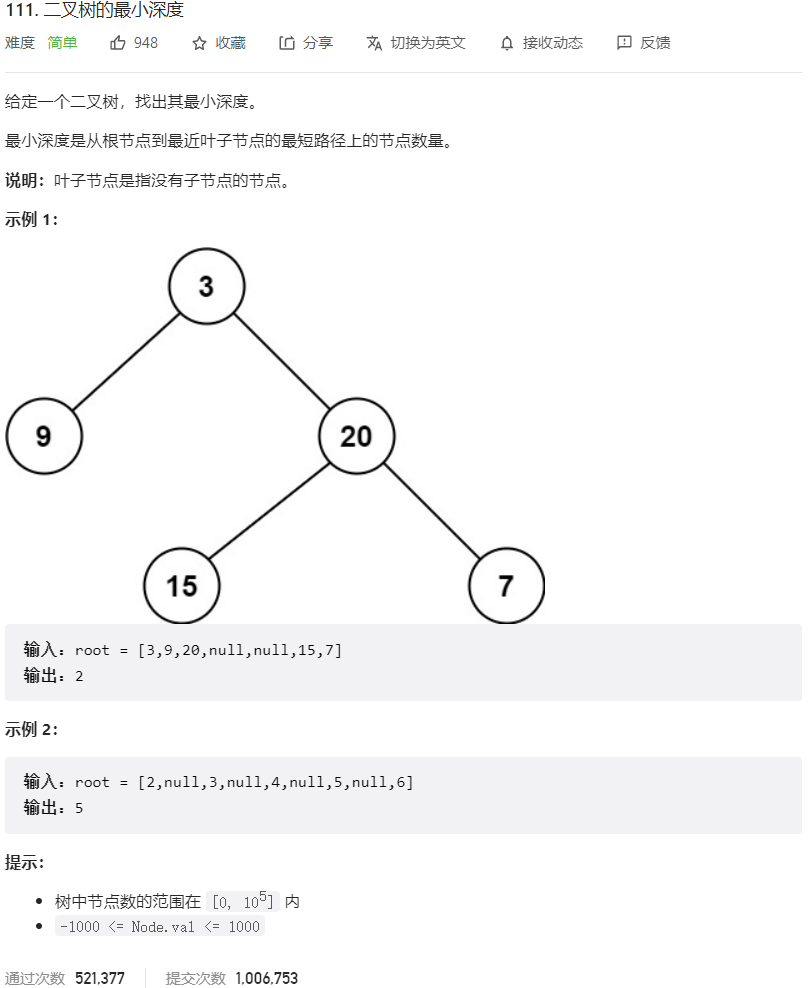 111. 二叉树的最小深度
难度 简单 948 收藏 分享 切换为英文 接收动态 反馈
给定一个二叉树，找出其最小深度。
最小深度是从根节点到最近叶子节点的最短路径上的节点数量。
说明：叶子节点是指没有子节点的节点。
示例 1：
3
9
20
15
7
输入：root = [3,9,20,null,null,15,7]
输出：2
示例 2：
输入：root = [2,null,3,null,4,null,5,null,6]
输出：5
提示：
树中节点数的范围在 [0, 10⁵] 内
-1000 <= Node.val <= 1000
通过次数 521,377 提交次数 1,006,753